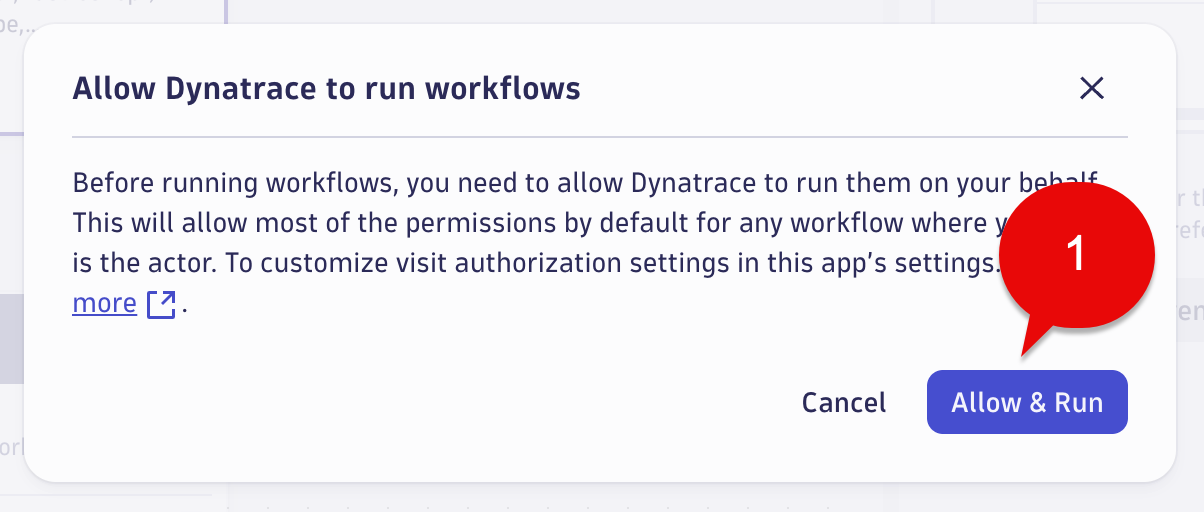 Allow Dynatrace to run workflows
Before running workflows, you need to allow Dynatrace to run them on your behalf.
This will allow most of the permissions by default for any workflow where
is the actor. To customize visit authorization settings in this app's settings.
more .
1
Cancel
Allow & Run